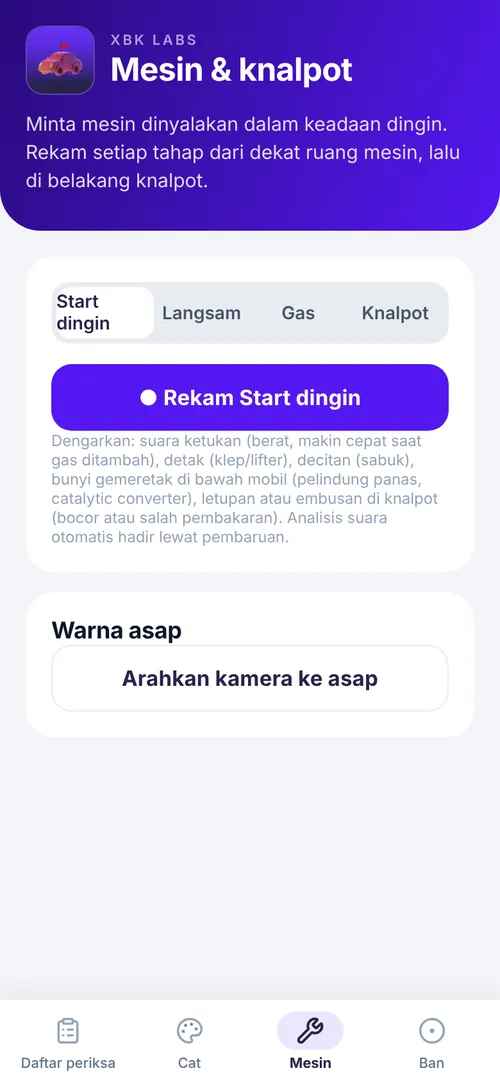 XBK LABS
Mesin & knalpot
Minta mesin dinyalakan dalam keadaan dingin.
Rekam setiap tahap dari dekat ruang mesin, lalu
di belakang knalpot.
Start
dingin
Langsam
Gas
Knalpot
Rekam Start dingin
Dengarkan: suara ketukan (berat, makin cepat saat
gas ditambah), detak (klep/lifter), decitan (sabuk),
bunyi gemeretak di bawah mobil (pelindung panas,
catalytic converter), letupan atau embusan di knalpot
(bocor atau salah pembakaran). Analisis suara
otomatis hadir lewat pembaruan.
Warna asap
Arahkan kamera ke asap
Daftar periksa
Cat
Mesin
Ban